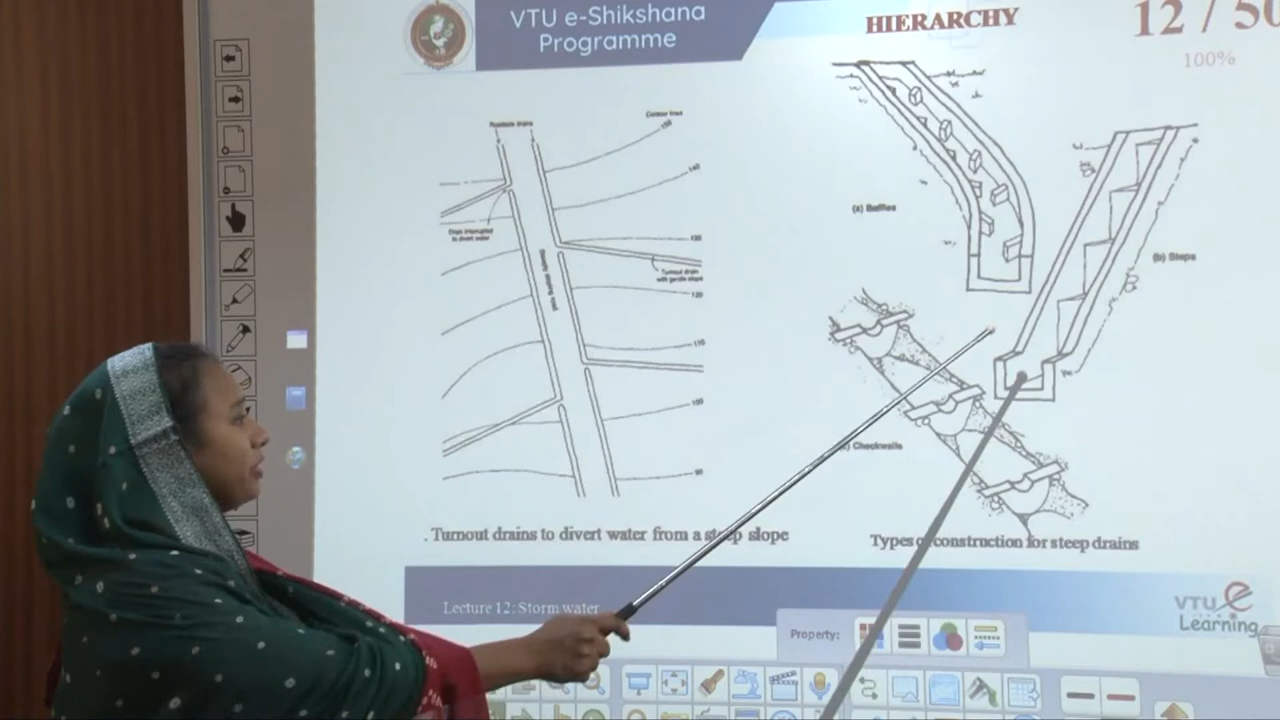 VTU e-Shikshana
Programme
HIERARCHY
12 / 50
100%
Roadside drains
Contour lines
150
140
Drain interrupted
to divert water
130
Turnout drain
with gentle slope
120
110
100
90
(a) Baffles
(b) Steps
Checkwalls
. Turnout drains to divert water from a steep slope
Types of construction for steep drains
Lecture 12: Storm water
VTU e
Learning
Property: